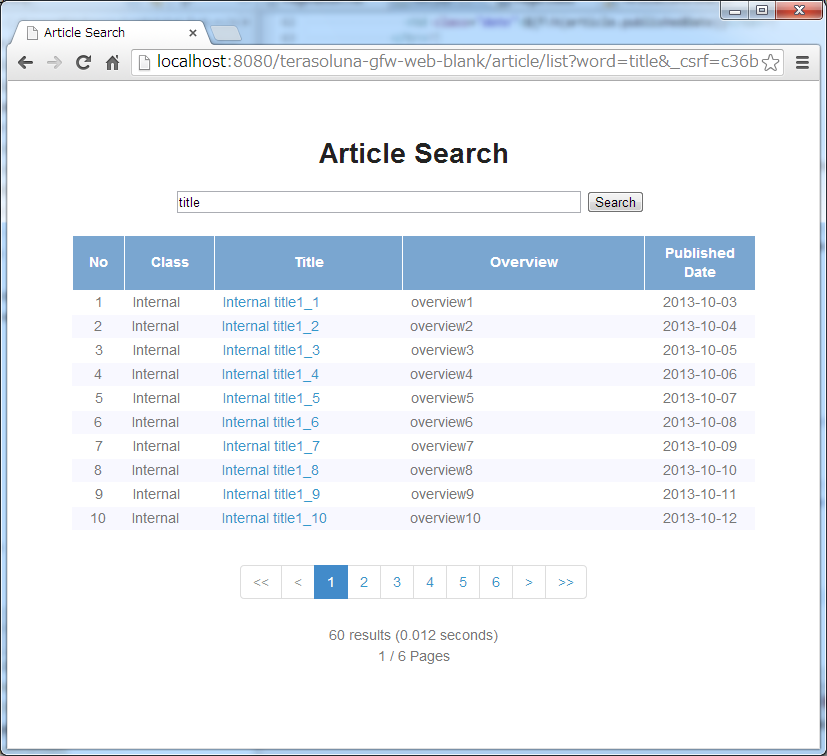 Article Search
localhost:8080/terasoluna-gfw-web-blank/article/list?word=title&_csrf=c36b
Article Search
title Search
No Class Title Overview Published Date
1 Internal Internal title1_1 overview1 2013-10-03
2 Internal Internal title1_2 overview2 2013-10-04
3 Internal Internal title1_3 overview3 2013-10-05
4 Internal Internal title1_4 overview4 2013-10-06
5 Internal Internal title1_5 overview5 2013-10-07
6 Internal Internal title1_6 overview6 2013-10-08
7 Internal Internal title1_7 overview7 2013-10-09
8 Internal Internal title1_8 overview8 2013-10-10
9 Internal Internal title1_9 overview9 2013-10-11
10 Internal Internal title1_10 overview10 2013-10-12
<< < 1 2 3 4 5 6 > >>
60 results (0.012 seconds)
1 / 6 Pages